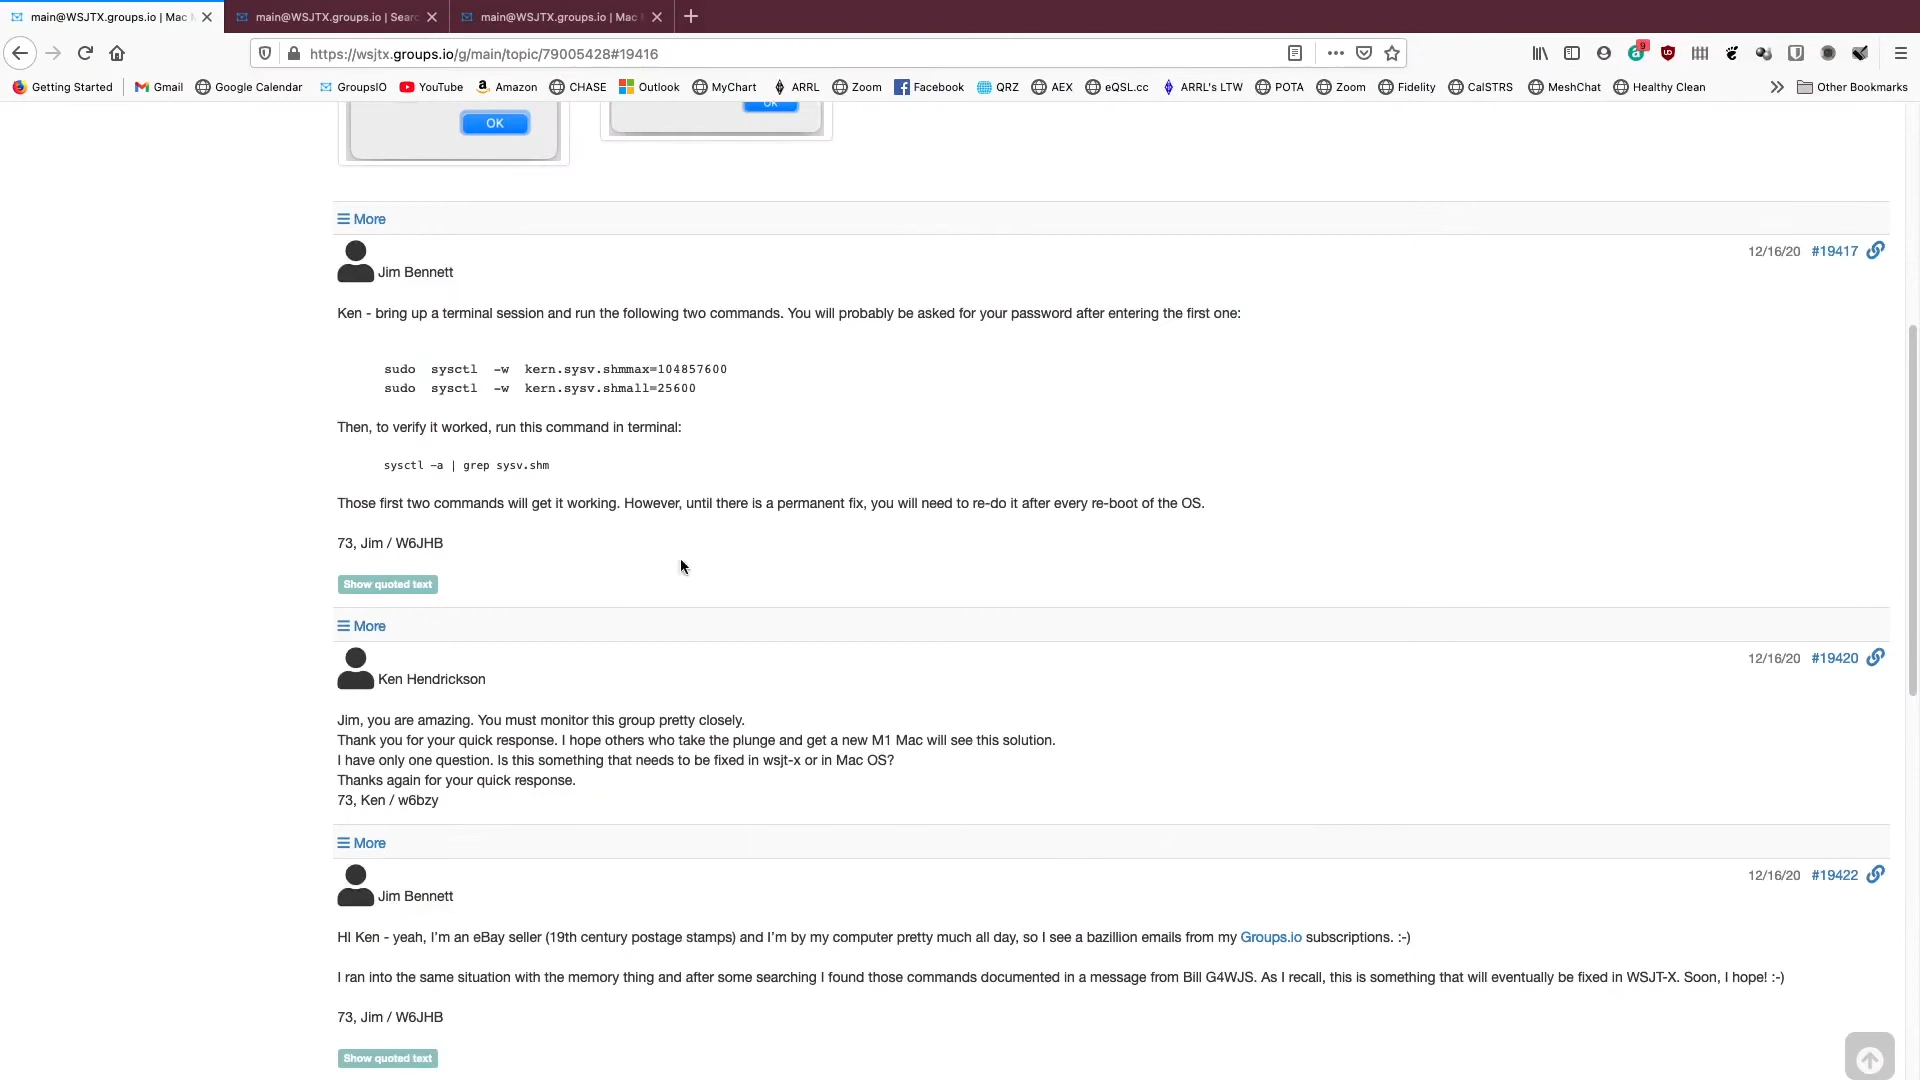 main@WSJTX.groups.io | Mac
main@WSJTX.groups.io | Searc
main@WSJTX.groups.io | Mac
https://wsjtx.groups.io/g/main/topic/79005428#19416
9
Getting Started
Gmail
Google Calendar
GroupsIO
YouTube
Amazon
CHASE
Outlook
MyChart
ARRL
Zoom
Facebook
QRZ
AEX
eQSL.cc
ARRL's LTW
POTA
Zoom
Fidelity
CalSTRS
MeshChat
Healthy Clean
Other Bookmarks
OK
OK
More
12/16/20 #19417
Jim Bennett
Ken - bring up a terminal session and run the following two commands. You will probably be asked for your password after entering the first one:
sudo sysctl -w kern.sysv.shmmax=104857600
sudo sysctl -w kern.sysv.shmall=25600
Then, to verify it worked, run this command in terminal:
sysctl -a | grep sysv.shm
Those first two commands will get it working. However, until there is a permanent fix, you will need to re-do it after every re-boot of the OS.
73, Jim / W6JHB
Show quoted text
More
12/16/20 #19420
Ken Hendrickson
Jim, you are amazing. You must monitor this group pretty closely.
Thank you for your quick response. I hope others who take the plunge and get a new M1 Mac will see this solution.
I have only one question. Is this something that needs to be fixed in wsjt-x or in Mac OS?
Thanks again for your quick response.
73, Ken / w6bzy
More
12/16/20 #19422
Jim Bennett
HI Ken - yeah, I'm an eBay seller (19th century postage stamps) and I'm by my computer pretty much all day, so I see a bazillion emails from my Groups.io subscriptions. :-)
I ran into the same situation with the memory thing and after some searching I found those commands documented in a message from Bill G4WJS. As I recall, this is something that will eventually be fixed in WSJT-X. Soon, I hope! :-)
73, Jim / W6JHB
Show quoted text